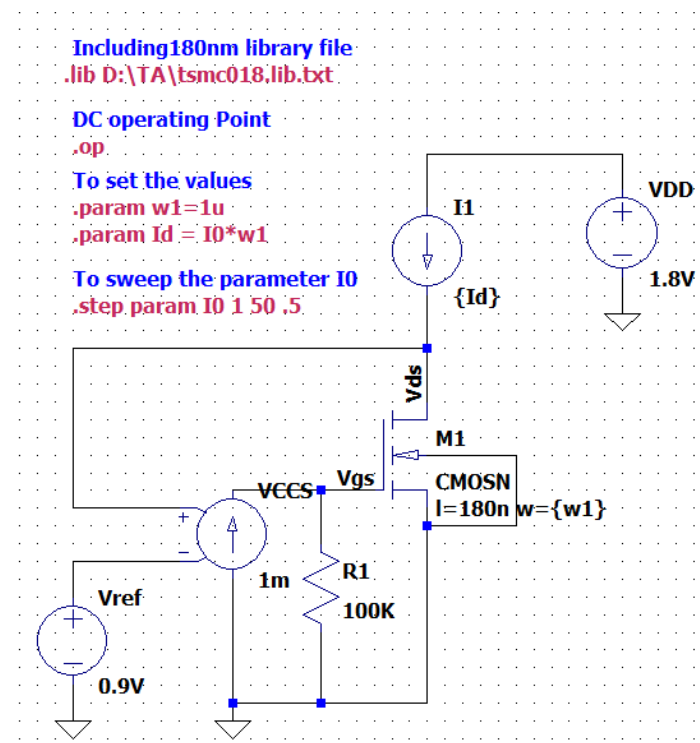 Including180nm library file
.lib D:\TA\tsmc018.lib.txt
DC operating Point
.op
To set the values
.param w1=1u
.param Id = I0*w1
To sweep the parameter I0
.step param I0 1 50 .5
I1
{Id}
VDD
1.8V
Vds
M1
CMOSN
l=180n w={w1}
Vgs
VCCS
1m
R1
100K
Vref
0.9V